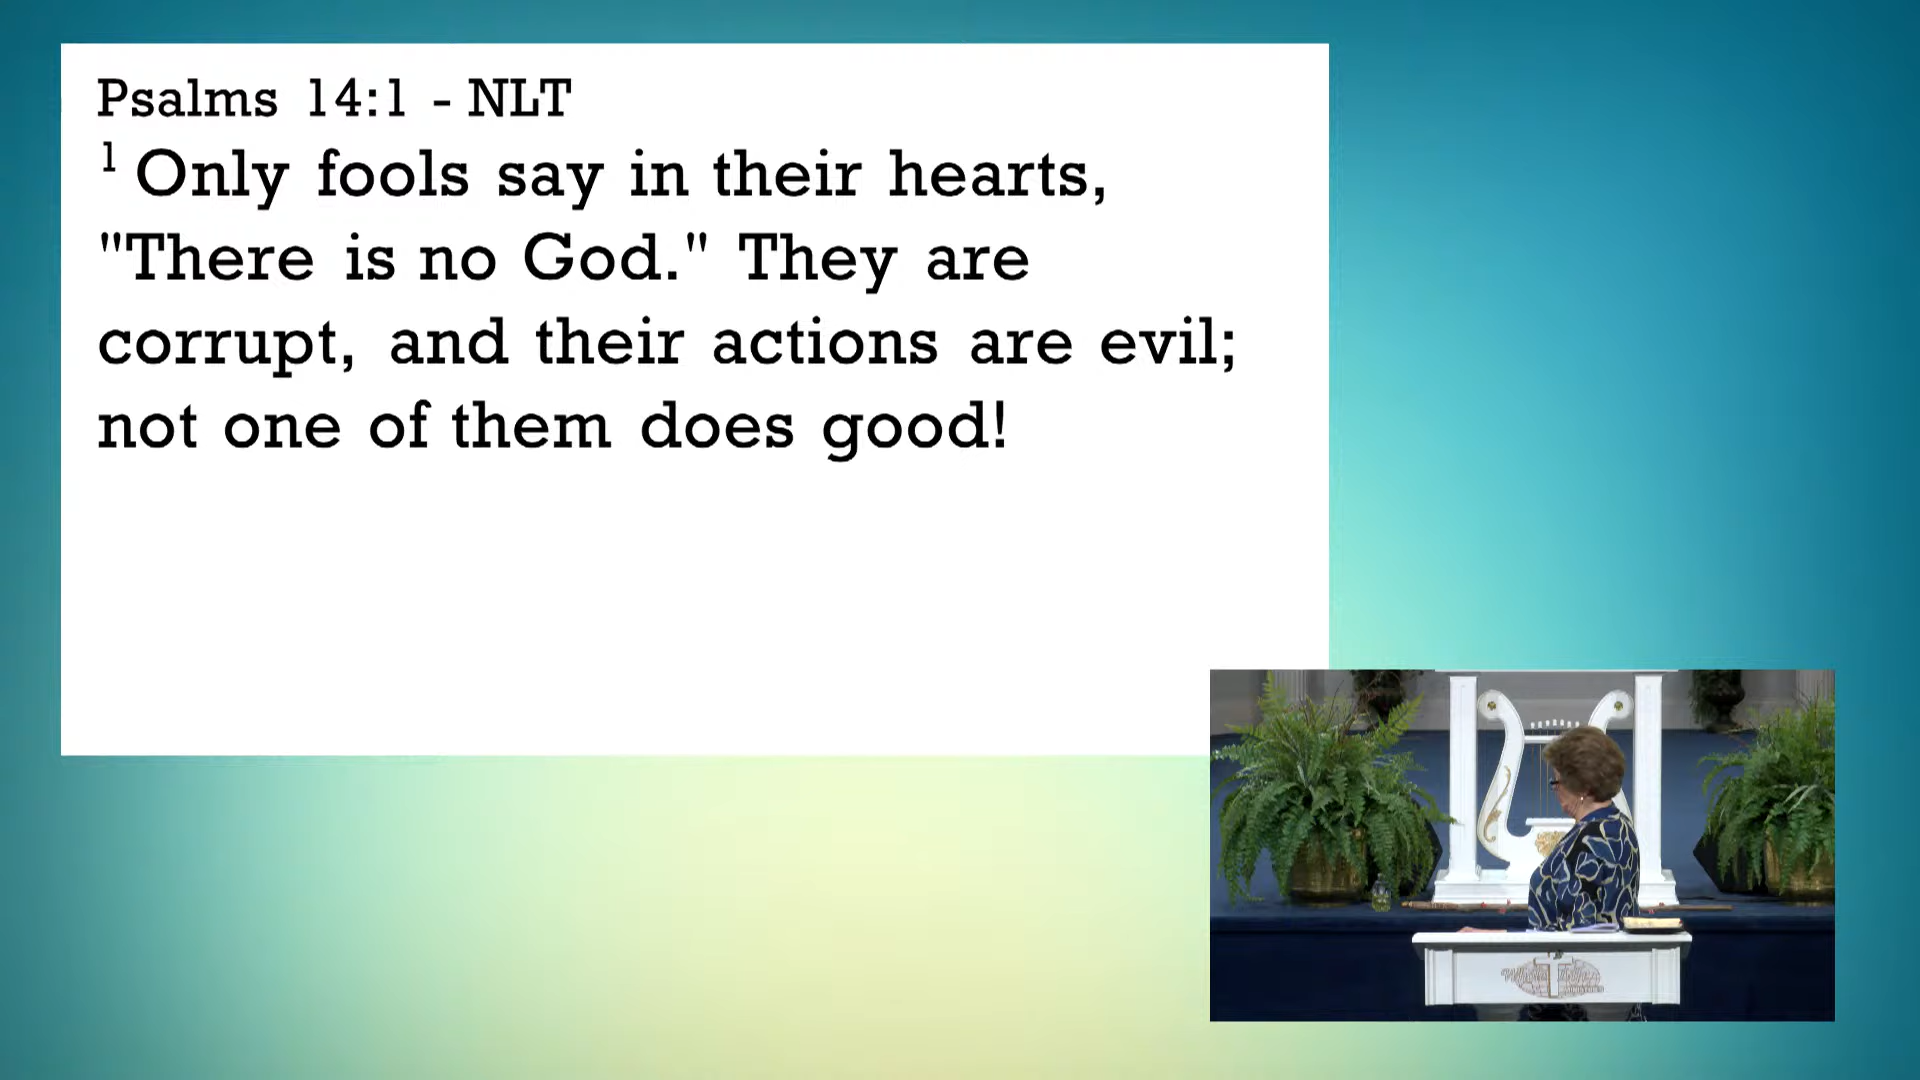 Psalms 14:1 - NLT
1 Only fools say in their hearts,
"There is no God." They are
corrupt, and their actions are evil;
not one of them does good!